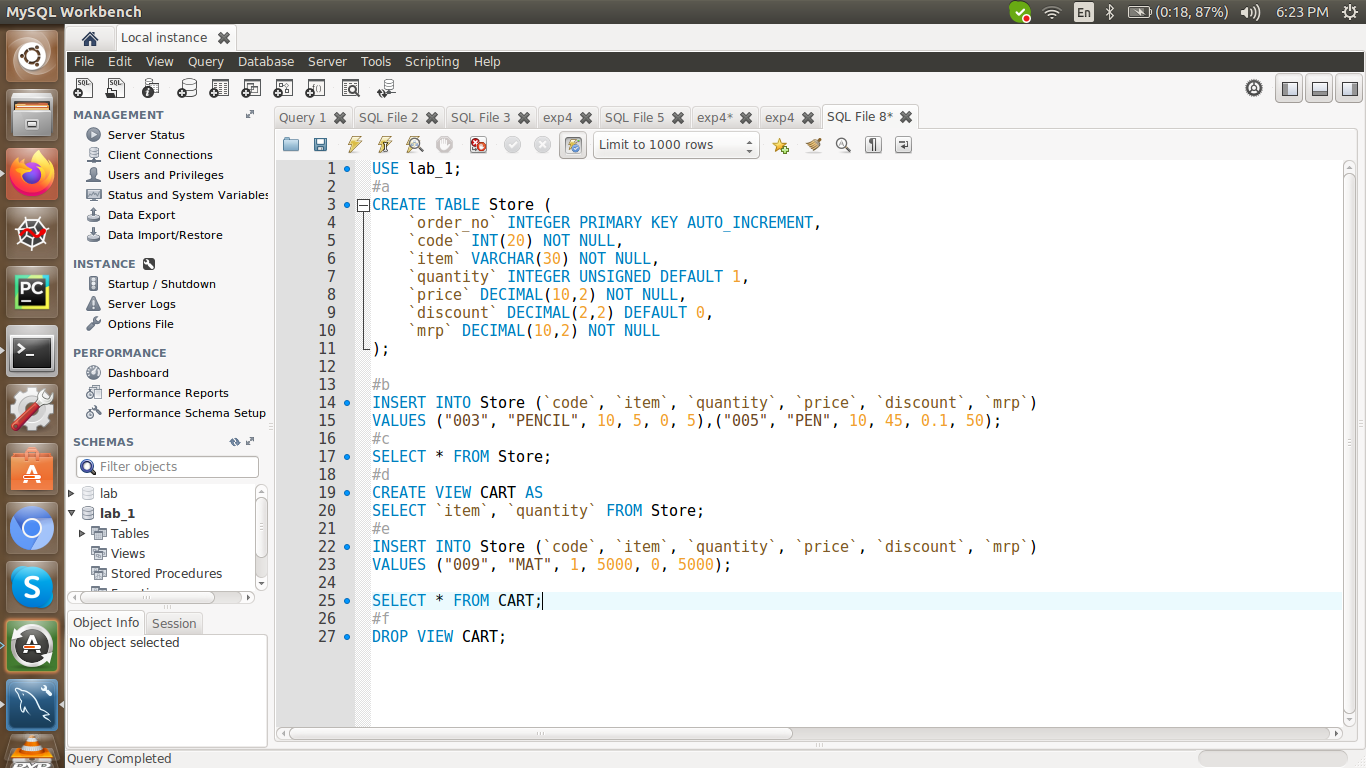 MySQL Workbench
En
(0:18, 87%)
6:23 PM
Local instance
File Edit View Query Database Server Tools Scripting Help
MANAGEMENT
Server Status
Client Connections
Users and Privileges
Status and System Variables
Data Export
Data Import/Restore
INSTANCE
Startup / Shutdown
Server Logs
Options File
PERFORMANCE
Dashboard
Performance Reports
Performance Schema Setup
SCHEMAS
Filter objects
lab
lab_1
Tables
Views
Stored Procedures
Object Info Session
No object selected
Query 1 SQL File 2 SQL File 3 exp4 SQL File 5 exp4* exp4 SQL File 8*
Limit to 1000 rows
1 USE lab_1;
2 #a
3 CREATE TABLE Store (
4 `order_no` INTEGER PRIMARY KEY AUTO_INCREMENT,
5 `code` INT(20) NOT NULL,
6 `item` VARCHAR(30) NOT NULL,
7 `quantity` INTEGER UNSIGNED DEFAULT 1,
8 `price` DECIMAL(10,2) NOT NULL,
9 `discount` DECIMAL(2,2) DEFAULT 0,
10 `mrp` DECIMAL(10,2) NOT NULL
11 );
12
13 #b
14 INSERT INTO Store (`code`, `item`, `quantity`, `price`, `discount`, `mrp`)
15 VALUES ("003", "PENCIL", 10, 5, 0, 5),("005", "PEN", 10, 45, 0.1, 50);
16 #c
17 SELECT * FROM Store;
18 #d
19 CREATE VIEW CART AS
20 SELECT `item`, `quantity` FROM Store;
21 #e
22 INSERT INTO Store (`code`, `item`, `quantity`, `price`, `discount`, `mrp`)
23 VALUES ("009", "MAT", 1, 5000, 0, 5000);
24
25 SELECT * FROM CART;
26 #f
27 DROP VIEW CART;
Query Completed
PC
A
S